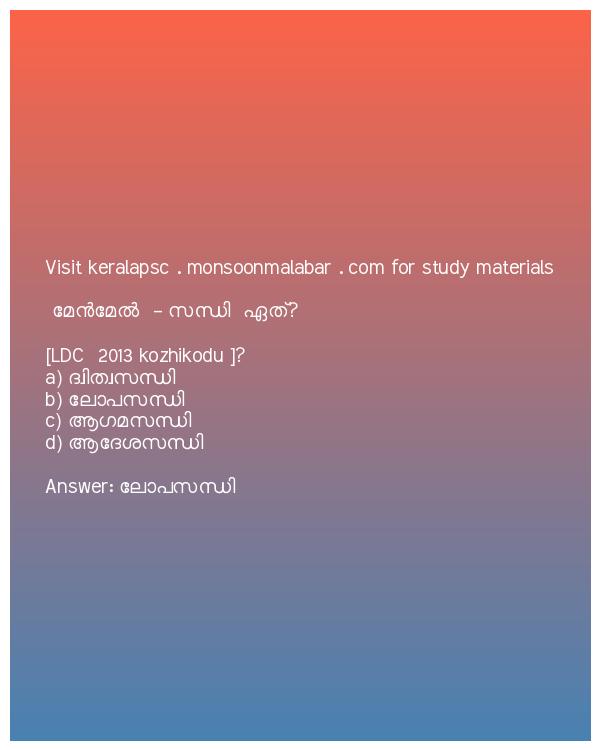 Visit keralapsc . monsoonmalabar . com for study materials
മേൻമേൽ - സന്ധി ഏത്?
[LDC 2013 kozhikodu ]?
a) ദ്വിത്വസന്ധി
b) ലോപസന്ധി
c) ആഗമസന്ധി
d) ആദേശസന്ധി
Answer: ലോപസന്ധി